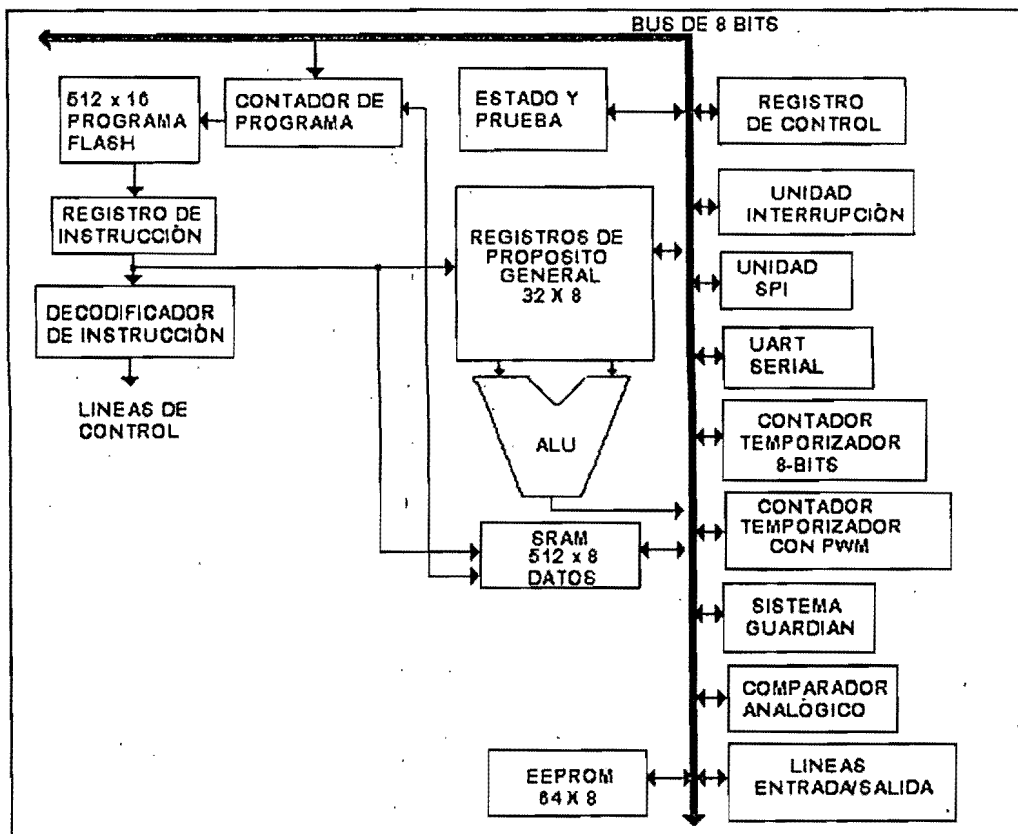 BUS DE 8 BITS
512 x 16
PROGRAMA
FLASH
CONTADOR DE
PROGRAMA
ESTADO Y
PRUEBA
REGISTRO
DE CONTROL
REGISTRO DE
INSTRUCCIÓN
REGISTROS DE
PROPOSITO
GENERAL
32 X 8
UNIDAD
INTERRUPCIÒN
UNIDAD
SPI
DECODIFICADOR
DE INSTRUCCIÓN
UART
SERIAL
LINEAS DE
CONTROL
ALU
CONTADOR
TEMPORIZADOR
8-BITS
SRAM
512 x 8
DATOS
CONTADOR
TEMPORIZADOR
CON PWM
SISTEMA
GUARDIAN
COMPARADOR
ANALÓGICO
EEPROM
64 X 8
LINEAS
ENTRADA/SALIDA